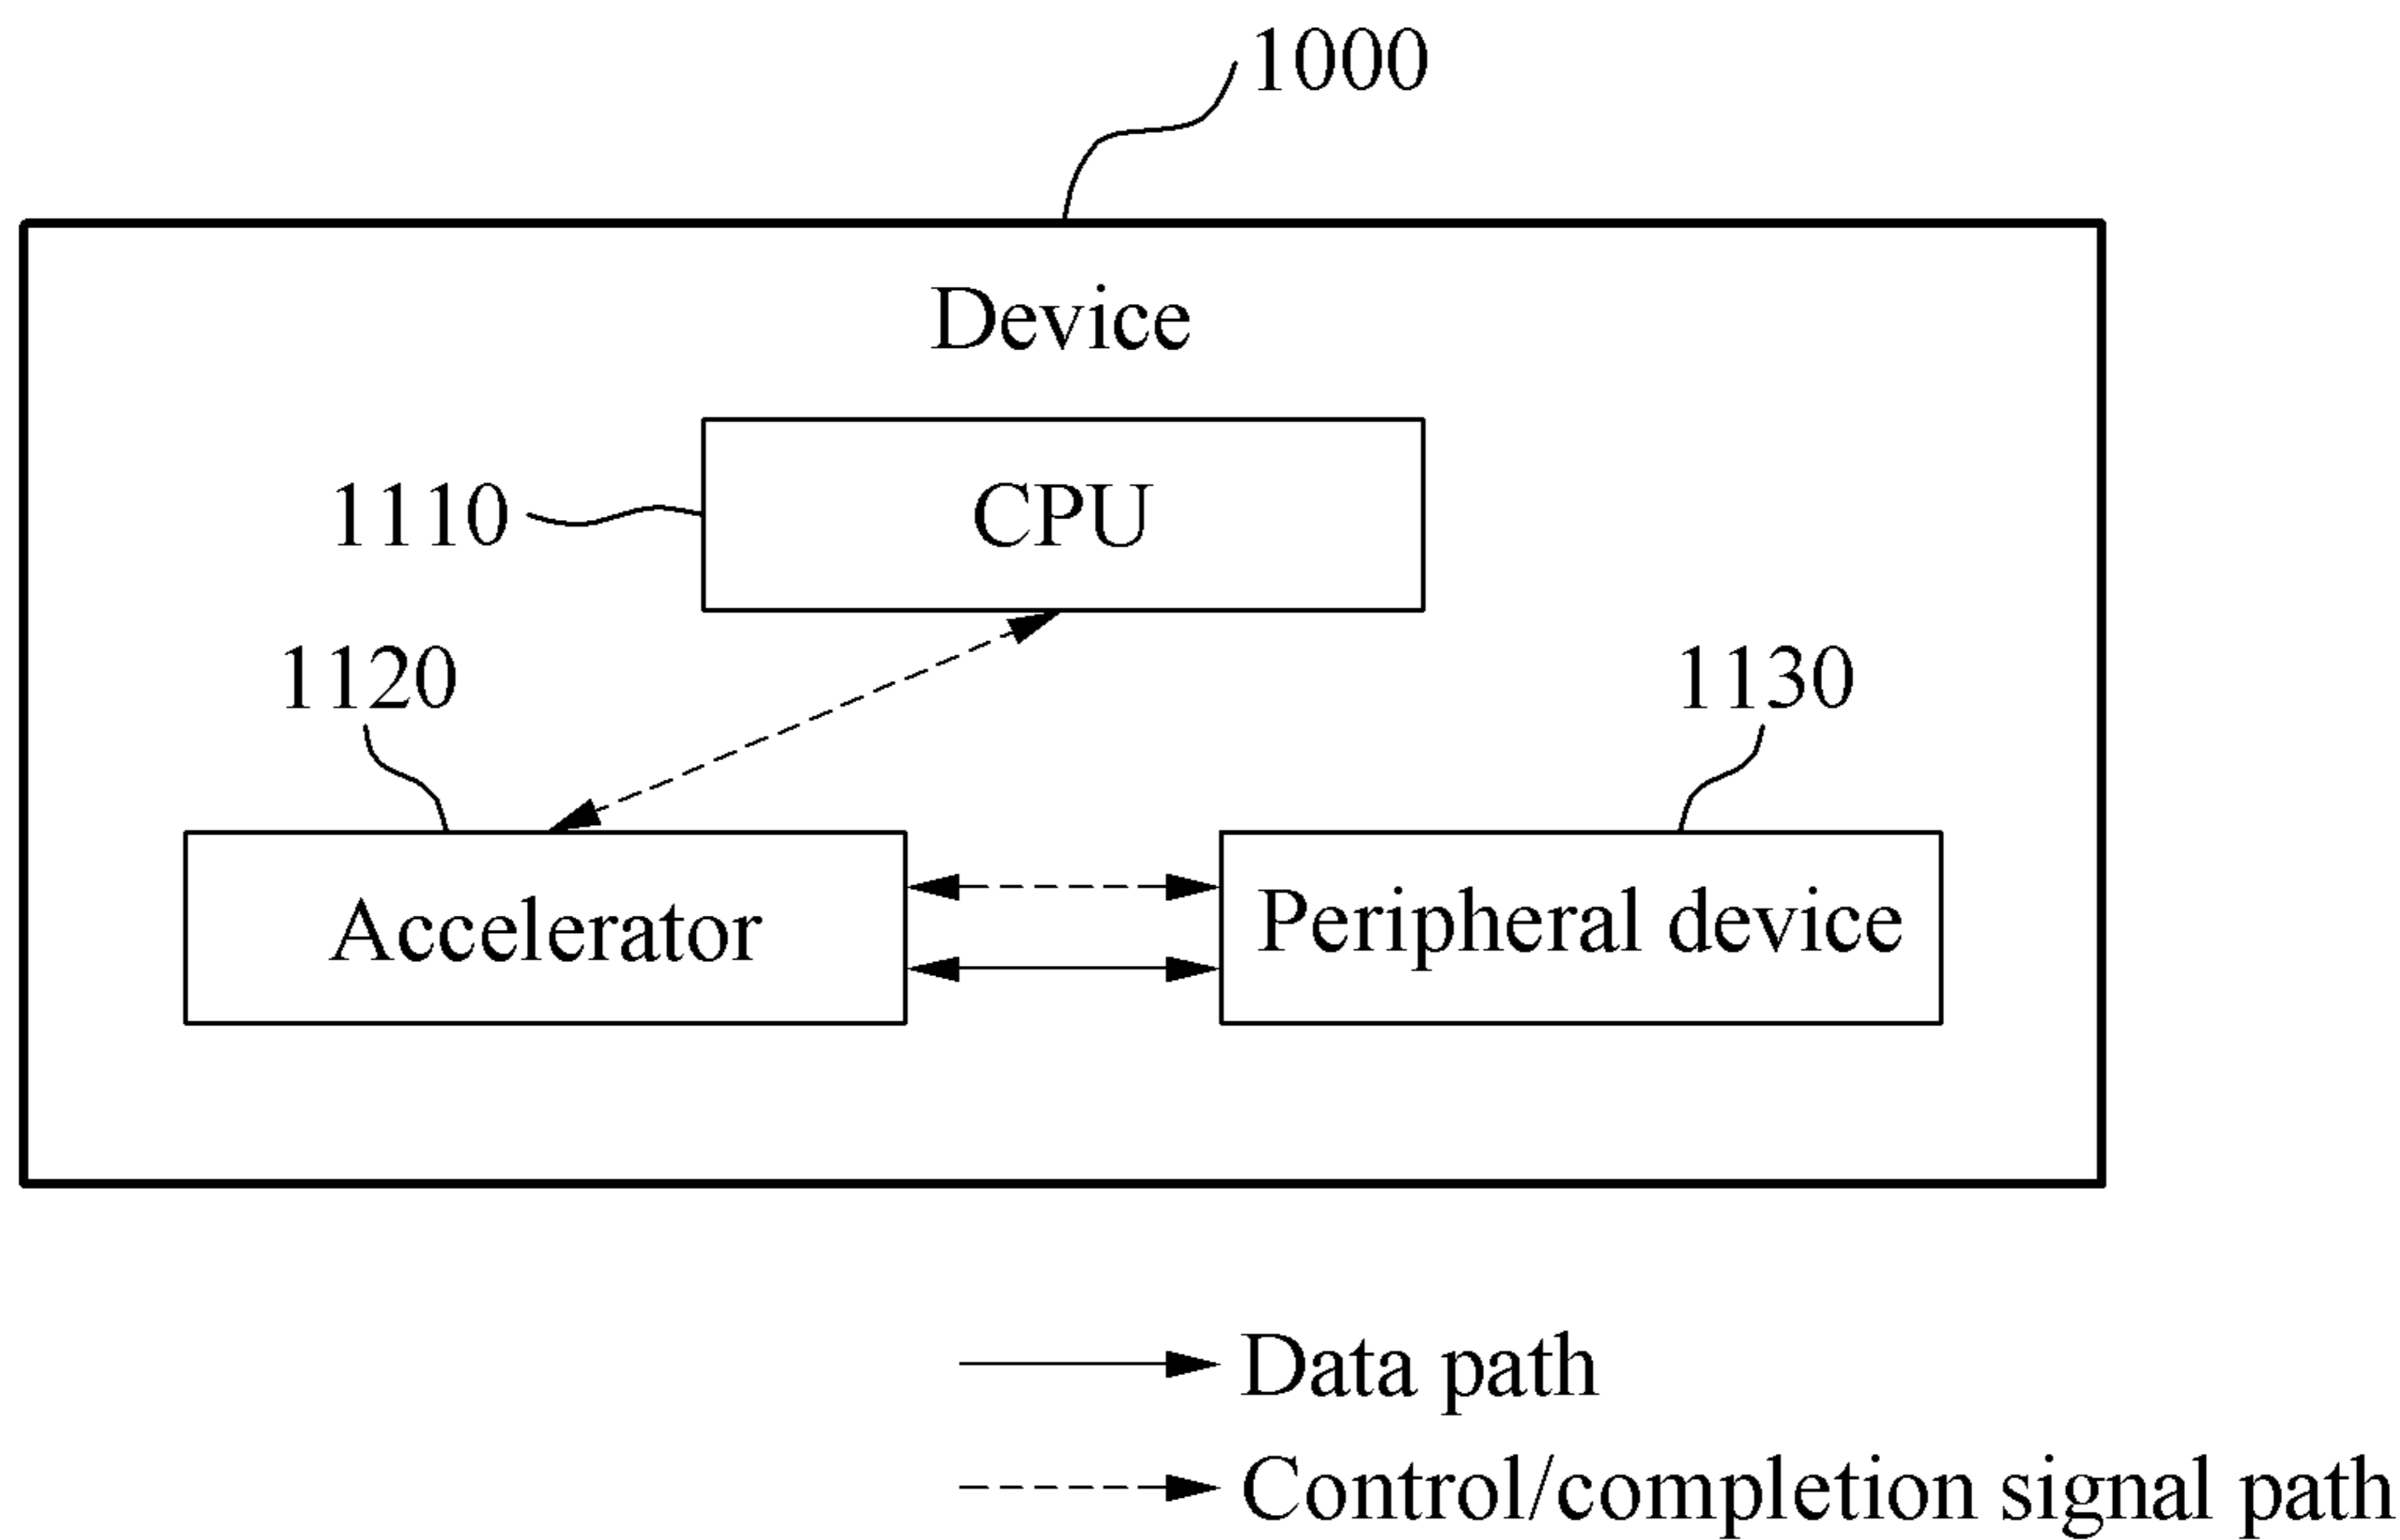 1000
Device
1110
CPU
1120
1130
Accelerator
Peripheral device
Data path
Control/completion signal path